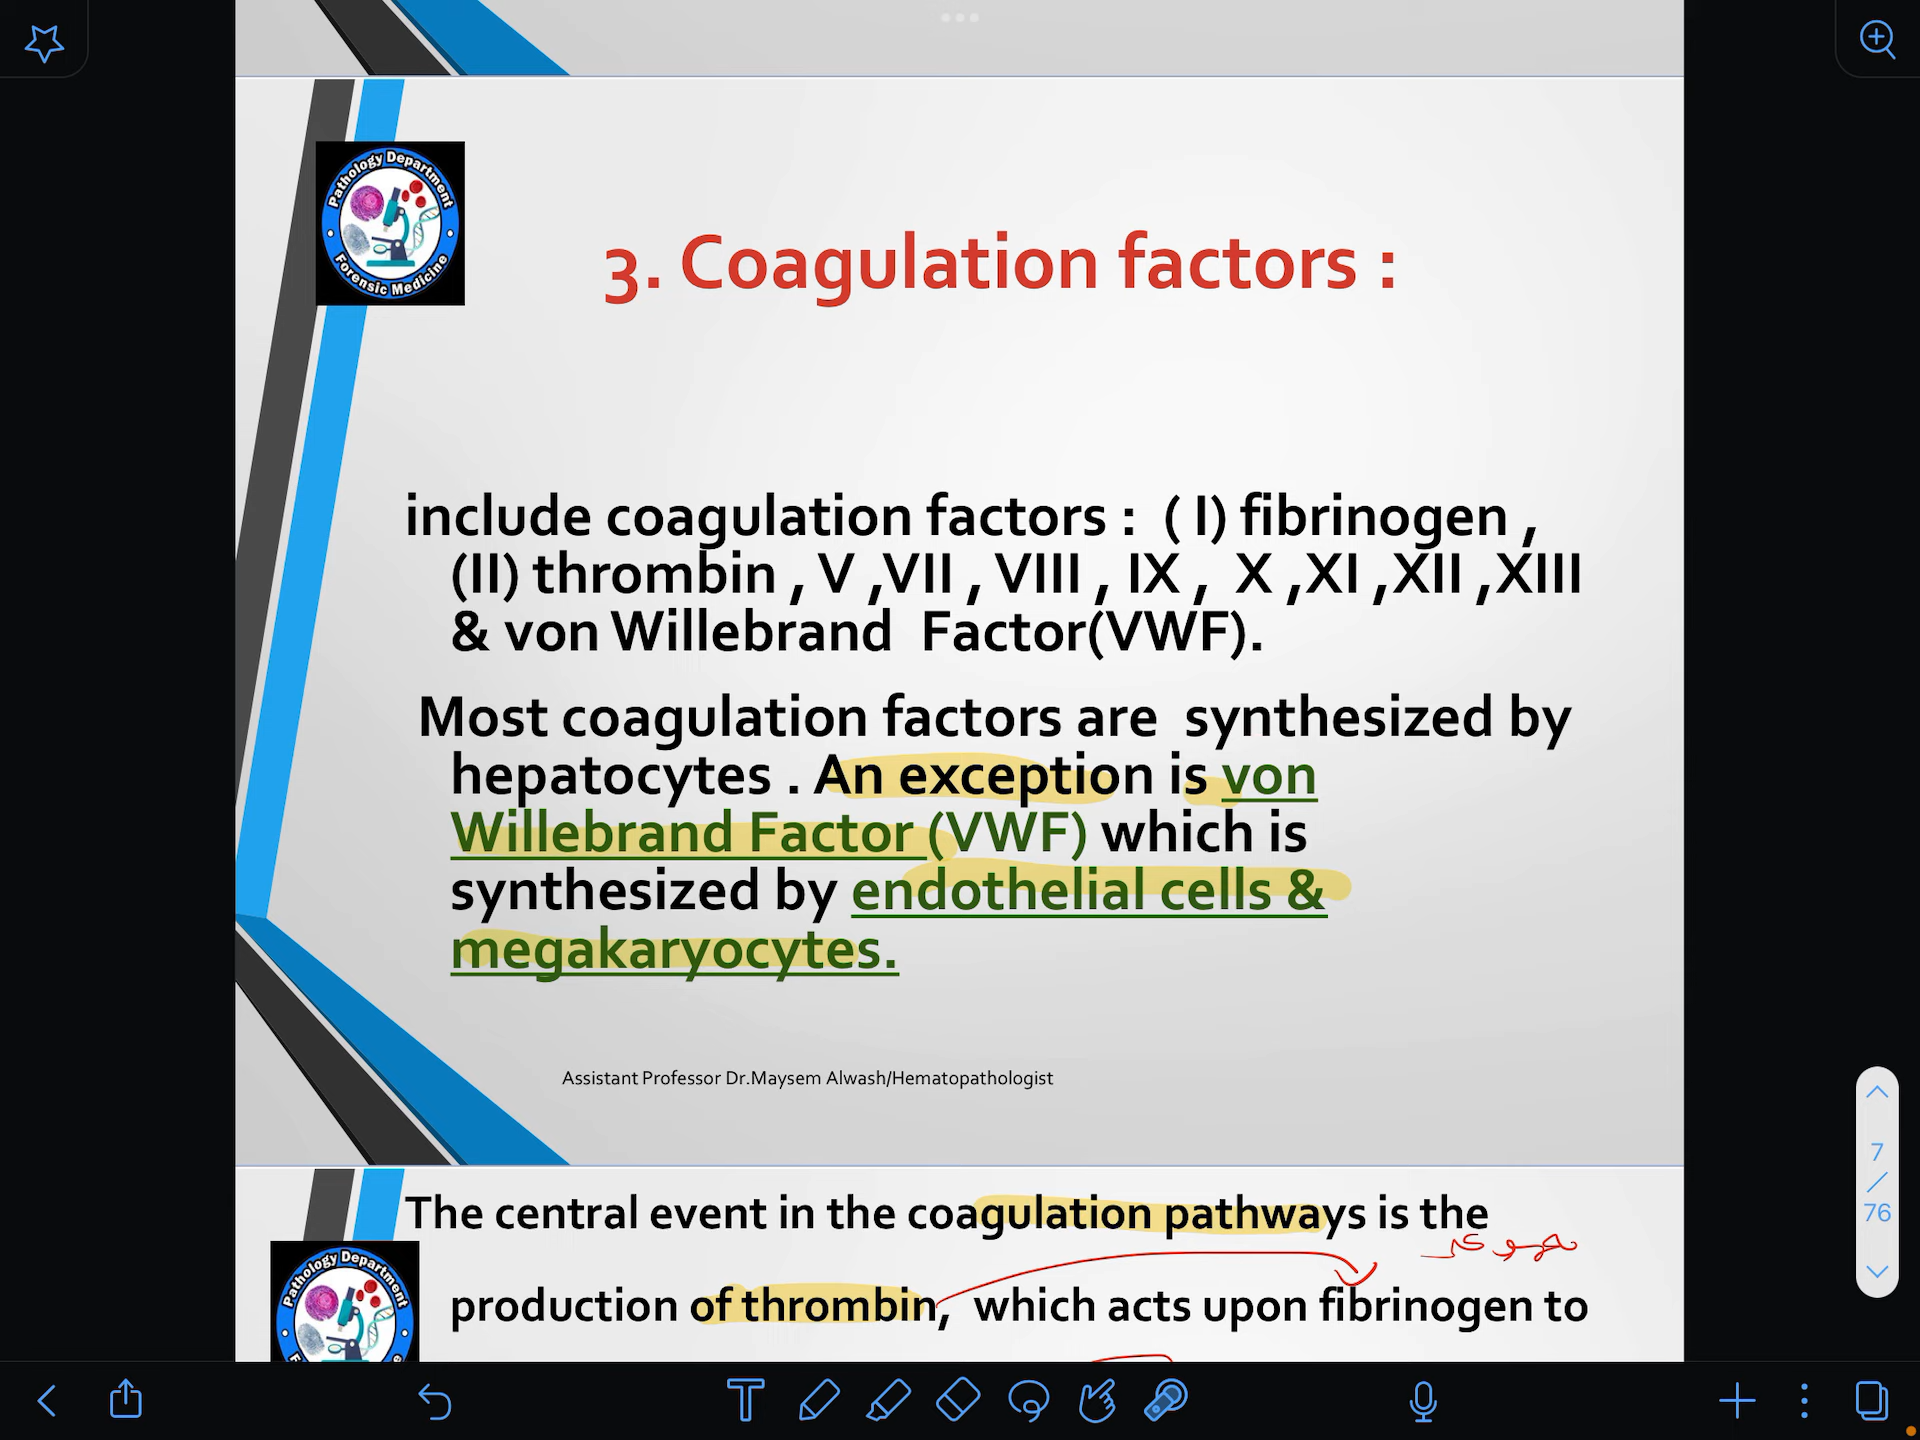 Pathology Department
Forensic Medicine
3. Coagulation factors :
include coagulation factors : ( I) fibrinogen ,
(II) thrombin , V ,VII , VIII , IX , X ,XI ,XII ,XIII
& von Willebrand Factor(VWF).
Most coagulation factors are synthesized by
hepatocytes . An exception is von
Willebrand Factor (VWF) which is
synthesized by endothelial cells &
megakaryocytes.
Assistant Professor Dr.Maysem Alwash/Hematopathologist
7
/
76
The central event in the coagulation pathways is the
Pathology Department
production of thrombin, which acts upon fibrinogen to
T